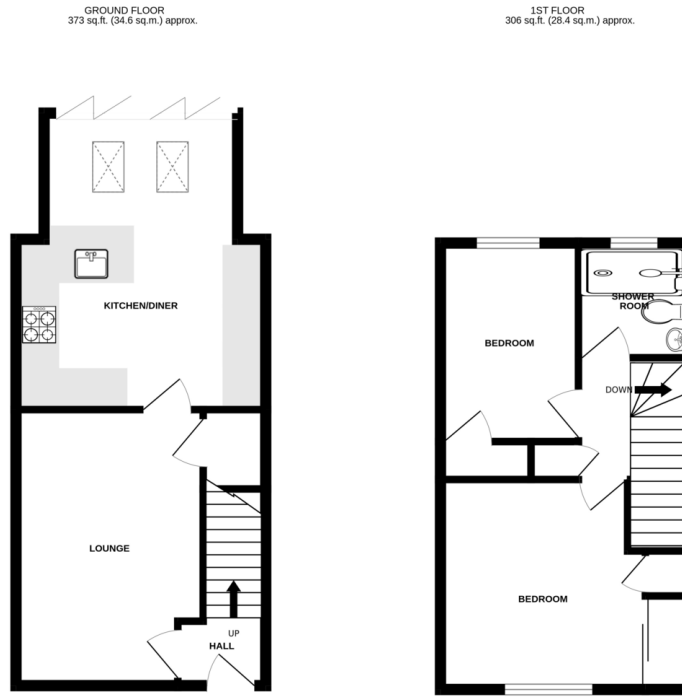 GROUND FLOOR
373 sq.ft. (34.6 sq.m.) approx.
1ST FLOOR
306 sq.ft. (28.4 sq.m.) approx.
KITCHEN/DINER
LOUNGE
UP
HALL
SHOWER
ROOM
BEDROOM
DOWN
BEDROOM